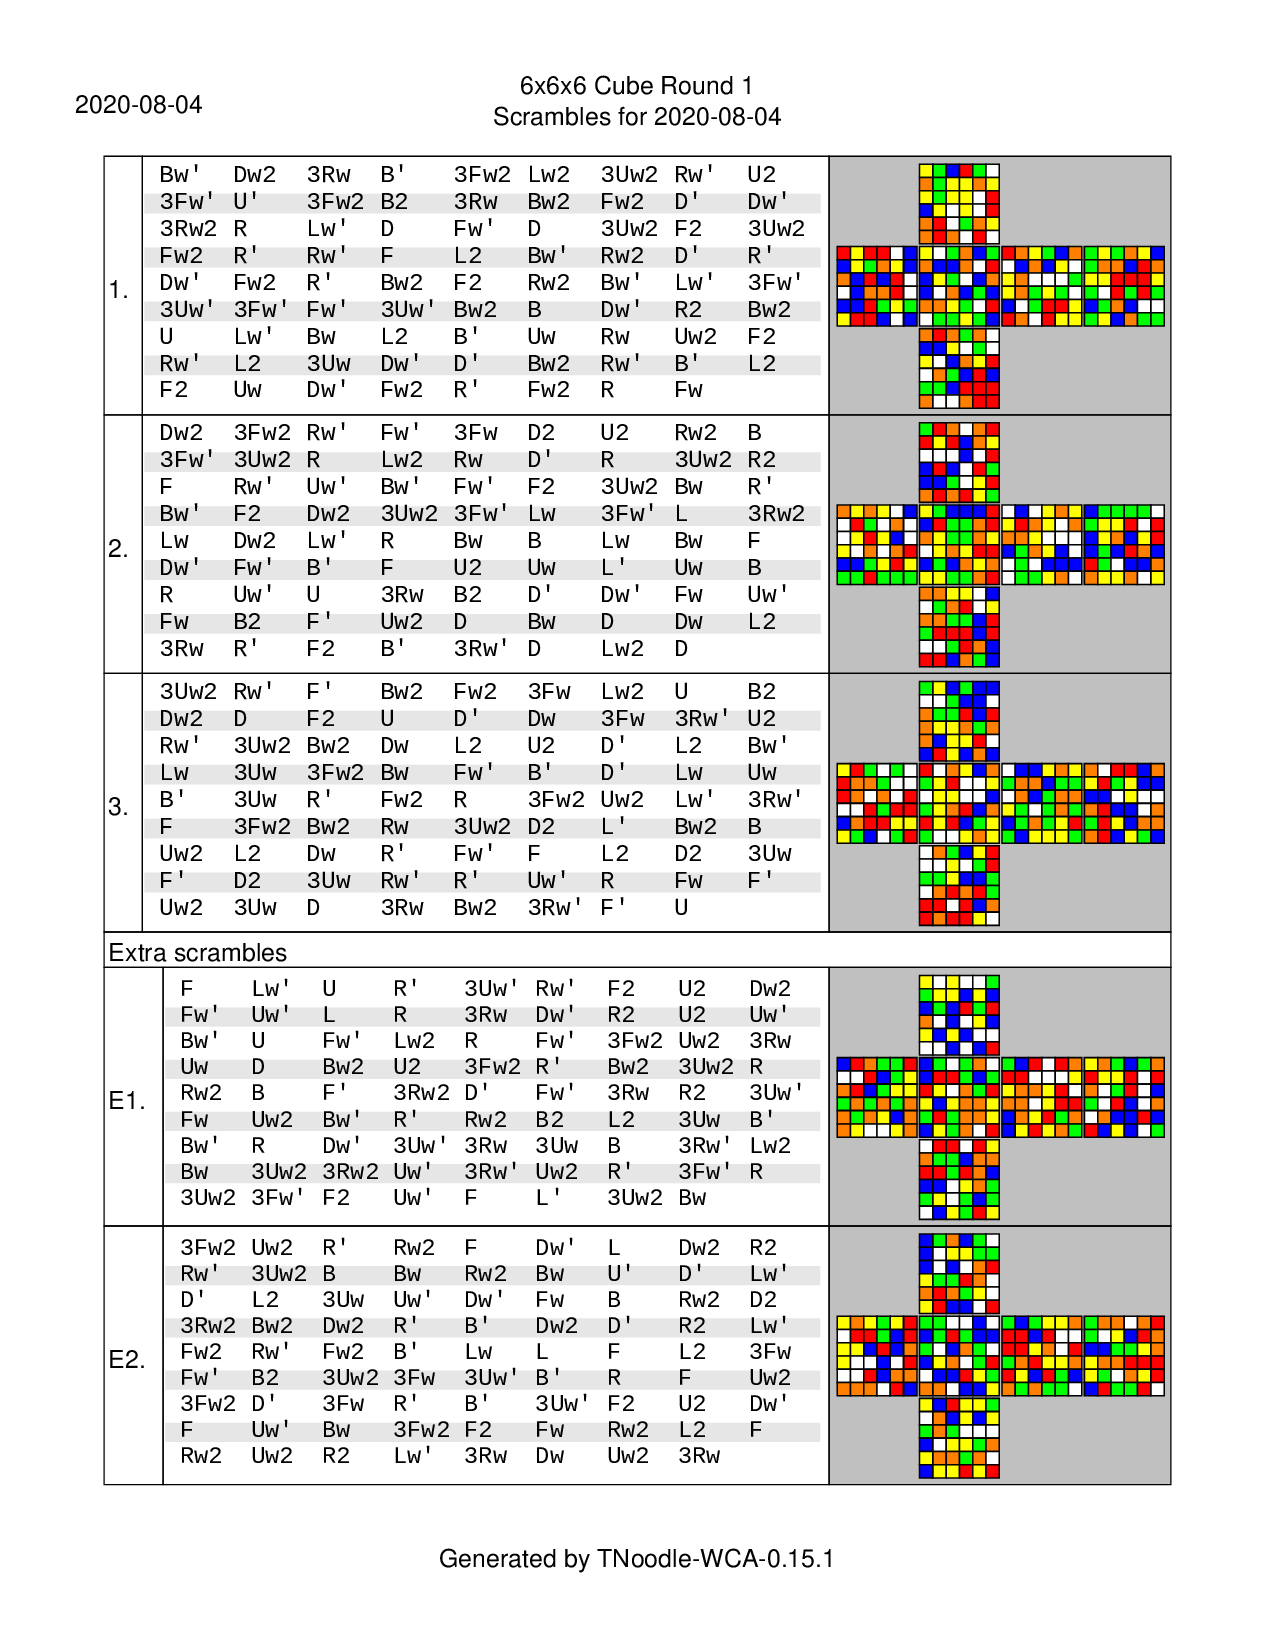 2020-08-04
6x6x6 Cube Round 1
Scrambles for 2020-08-04
1.
Bw' Dw2 3Rw B' 3Fw2 Lw2 3Uw2 Rw' U2
3Fw' U' 3Fw2 B2 3Rw Bw2 Fw2 D' Dw'
3Rw2 R Lw' D Fw' D 3Uw2 F2 3Uw2
Fw2 R' Rw' F L2 Bw' Rw2 D' R'
Dw' Fw2 R' Bw2 F2 Rw2 Bw' Lw' 3Fw'
3Uw' 3Fw' Fw' 3Uw' Bw2 B Dw' R2 Bw2
U Lw' Bw L2 B' Uw Rw Uw2 F2
Rw' L2 3Uw Dw' D' Bw2 Rw' B' L2
F2 Uw Dw' Fw2 R' Fw2 R Fw
2.
Dw2 3Fw2 Rw' Fw' 3Fw D2 U2 Rw2 B
3Fw' 3Uw2 R Lw2 Rw D' R 3Uw2 R2
F Rw' Uw' Bw' Fw' F2 3Uw2 Bw R'
Bw' F2 Dw2 3Uw2 3Fw' Lw 3Fw' L 3Rw2
Lw Dw2 Lw' R Bw B Lw Bw F
Dw' Fw' B' F U2 Uw L' Uw B
R Uw' U 3Rw B2 D' Dw' Fw Uw'
Fw B2 F' Uw2 D Bw D Dw L2
3Rw R' F2 B' 3Rw' D Lw2 D
3.
3Uw2 Rw' F' Bw2 Fw2 3Fw Lw2 U B2
Dw2 D F2 U D' Dw 3Fw 3Rw' U2
Rw' 3Uw2 Bw2 Dw L2 U2 D' L2 Bw'
Lw 3Uw 3Fw2 Bw Fw' B' D' Lw Uw
B' 3Uw R' Fw2 R 3Fw2 Uw2 Lw' 3Rw'
F 3Fw2 Bw2 Rw 3Uw2 D2 L' Bw2 B
Uw2 L2 Dw R' Fw' F L2 D2 3Uw
F' D2 3Uw Rw' R' Uw' R Fw F'
Uw2 3Uw D 3Rw Bw2 3Rw' F' U
Extra scrambles
E1.
F Lw' U R' 3Uw' Rw' F2 U2 Dw2
Fw' Uw' L R 3Rw Dw' R2 U2 Uw'
Bw' U Fw' Lw2 R Fw' 3Fw2 Uw2 3Rw
Uw D Bw2 U2 3Fw2 R' Bw2 3Uw2 R
Rw2 B F' 3Rw2 D' Fw' 3Rw R2 3Uw'
Fw Uw2 Bw' R' Rw2 B2 L2 3Uw B'
Bw' R Dw' 3Uw' 3Rw 3Uw B 3Rw' Lw2
Bw 3Uw2 3Rw2 Uw' 3Rw' Uw2 R' 3Fw' R
3Uw2 3Fw' F2 Uw' F L' 3Uw2 Bw
E2.
3Fw2 Uw2 R' Rw2 F Dw' L Dw2 R2
Rw' 3Uw2 B Bw Rw2 Bw U' D' Lw'
D' L2 3Uw Uw' Dw' Fw B Rw2 D2
3Rw2 Bw2 Dw2 R' B' Dw2 D' R2 Lw'
Fw2 Rw' Fw2 B' Lw L F L2 3Fw
Fw' B2 3Uw2 3Fw 3Uw' B' R F Uw2
3Fw2 D' 3Fw R' B' 3Uw' F2 U2 Dw'
F Uw' Bw 3Fw2 F2 Fw Rw2 L2 F
Rw2 Uw2 R2 Lw' 3Rw Dw Uw2 3Rw
Generated by TNoodle-WCA-0.15.1